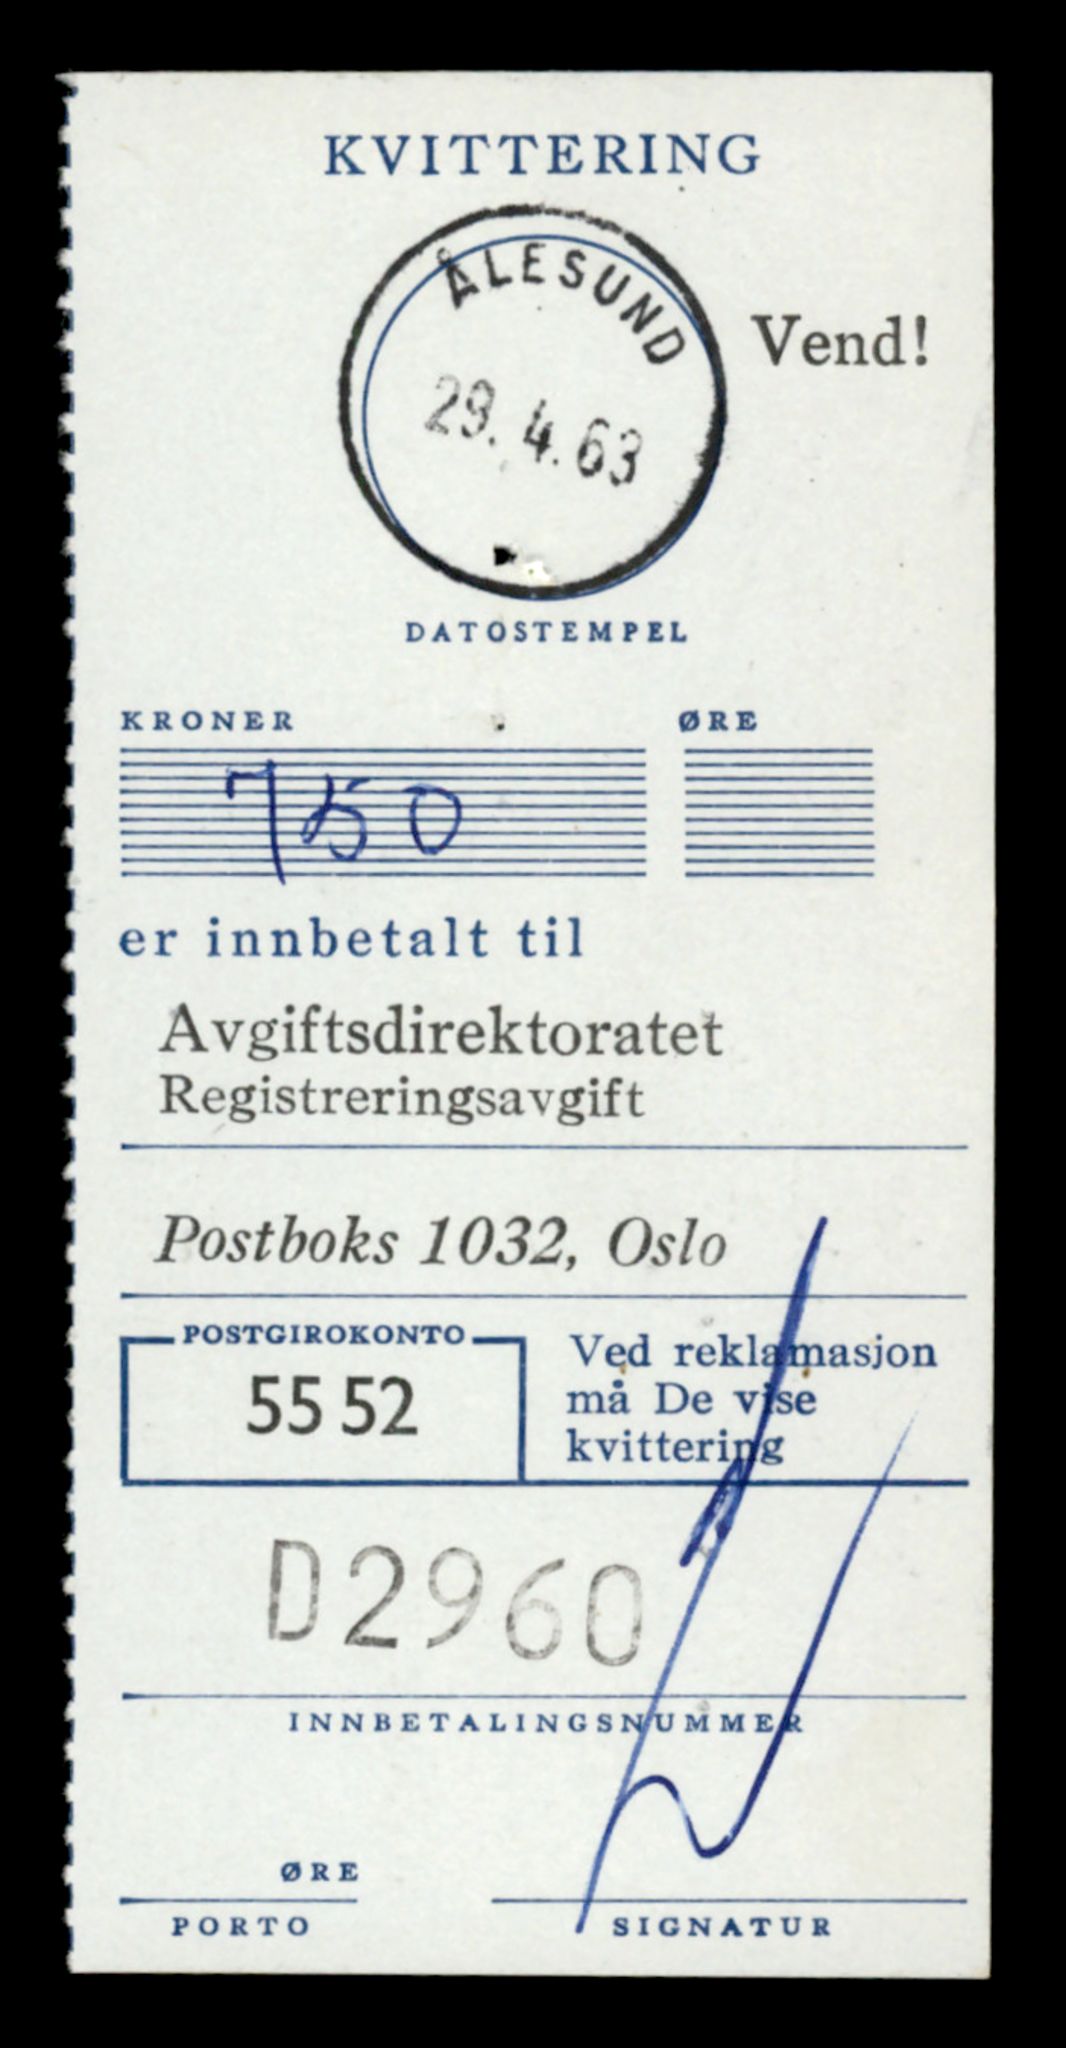 KVITTERING
ÅLESUND
Vend!
29. 4. 63
DATOSTEMPEL
KRONER ØRE
750
er innbetalt til
Avgiftsdirektoratet
Registreringsavgift
Postboks 1032, Oslo
POSTGIROKONTO
55 52
Ved reklamasjon
må De vise
kvittering
D2960
INNBETALINGSNUMMER
ØRE
PORTO SIGNATUR